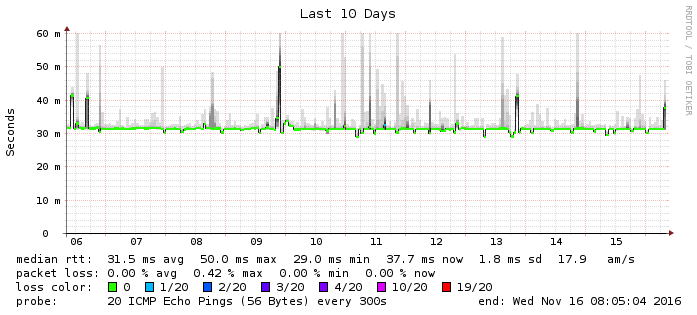 Last 10 Days
RRDTOOL / TOBI OETIKER
Seconds
60 m
50 m
40 m
30 m
20 m
10 m
0
06 07 08 09 10 11 12 13 14 15
median rtt: 31.5 ms avg 50.0 ms max 29.0 ms min 37.7 ms now 1.8 ms sd 17.9 am/s
packet loss: 0.00 % avg 0.42 % max 0.00 % min 0.00 % now
loss color: 0 1/20 2/20 3/20 4/20 10/20 19/20
probe: 20 ICMP Echo Pings (56 Bytes) every 300s end: Wed Nov 16 08:05:04 2016